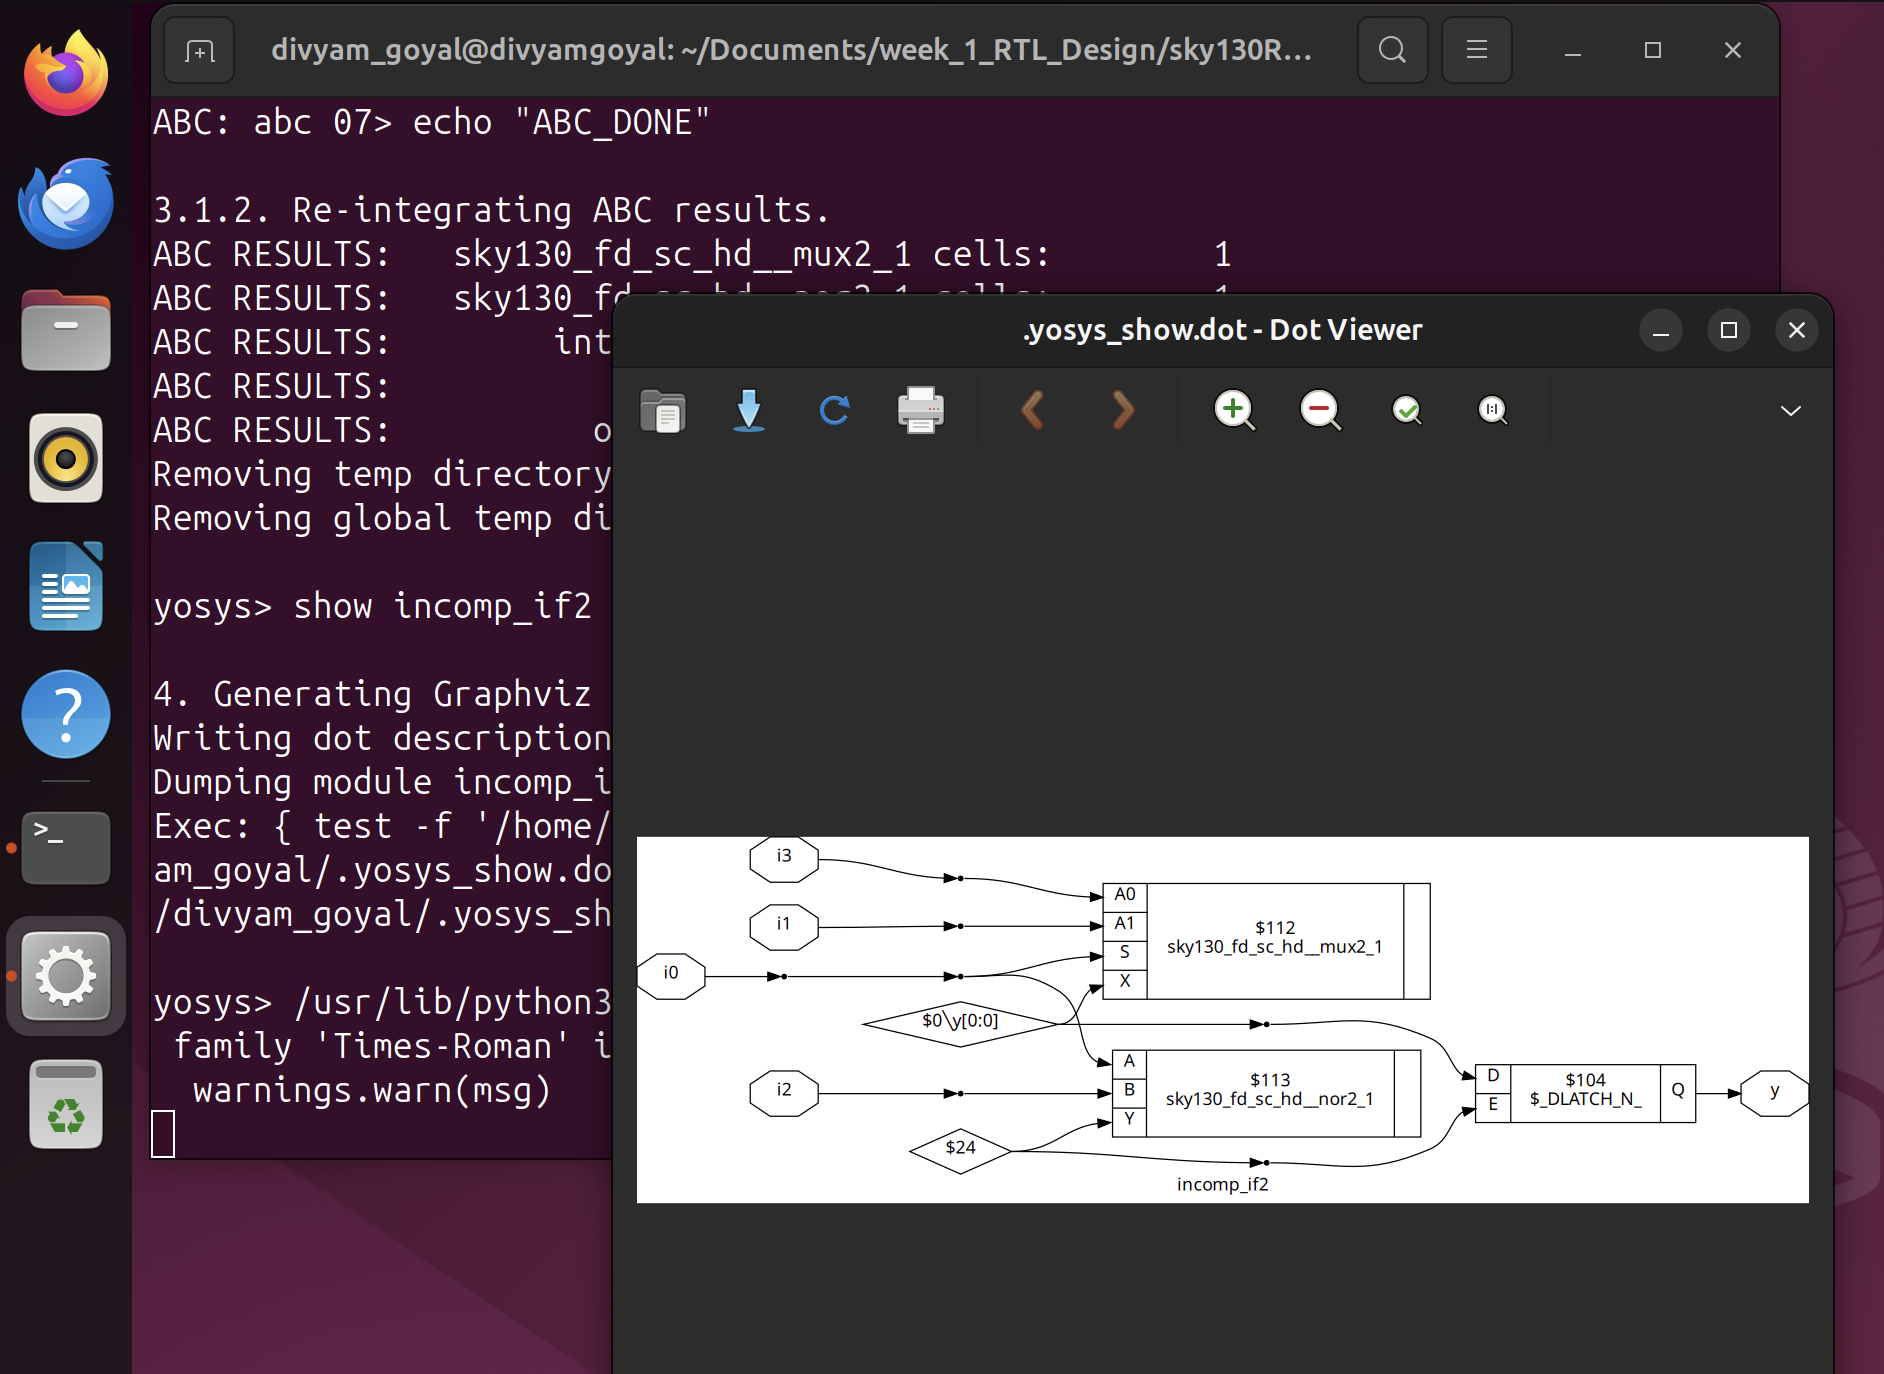 divyam_goyal@divyamgoyal: ~/Documents/week_1_RTL_Design/sky130R...
ABC: abc 07> echo "ABC_DONE"
3.1.2. Re-integrating ABC results.
ABC RESULTS:   sky130_fd_sc_hd__mux2_1 cells:        1
ABC RESULTS:   sky130_fd_sc_hd__nor2_1 cells:        1
ABC RESULTS:        int
ABC RESULTS:
ABC RESULTS:          o
Removing temp directory
Removing global temp di
yosys> show incomp_if2
4. Generating Graphviz
Writing dot description
Dumping module incomp_i
Exec: { test -f '/home/
am_goyal/.yosys_show.do
/divyam_goyal/.yosys_sh
yosys> /usr/lib/python3
family 'Times-Roman' i
warnings.warn(msg)
.yosys_show.dot - Dot Viewer
i3
i1
i0
i2
$0\y[0:0]
$24
A0
A1
S
X
$112
sky130_fd_sc_hd__mux2_1
A
B
Y
$113
sky130_fd_sc_hd__nor2_1
D
E
$104
$_DLATCH_N_
Q
y
incomp_if2